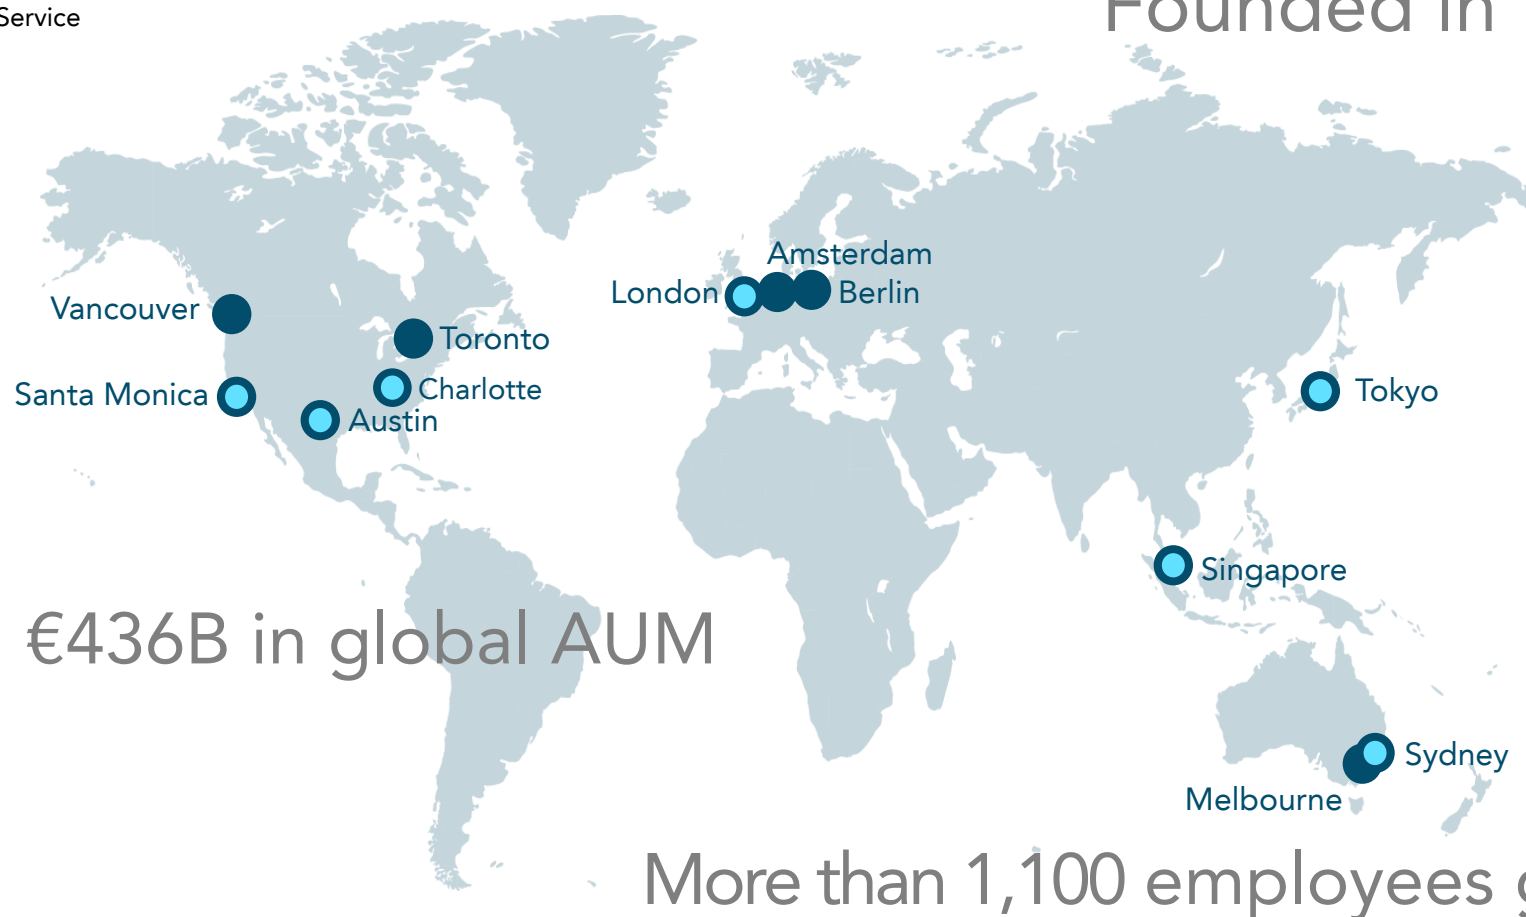 Service
Founded in
Amsterdam
London
Berlin
Vancouver
Toronto
Santa Monica
Charlotte
Austin
Tokyo
Singapore
€436B in global AUM
Sydney
Melbourne
More than 1,100 employees